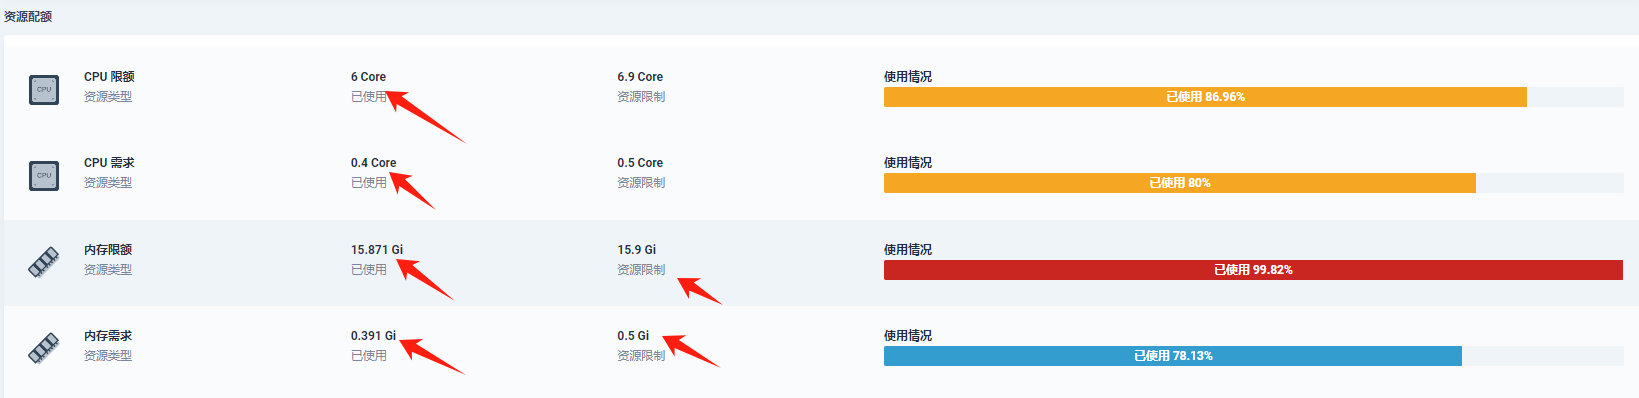 资源配额
CPU 限额
资源类型
6 Core
已使用
6.9 Core
资源限制
使用情况
已使用 86.96%
CPU
CPU 需求
资源类型
0.4 Core
已使用
0.5 Core
资源限制
使用情况
已使用 80%
CPU
内存限额
资源类型
15.871 Gi
已使用
15.9 Gi
资源限制
使用情况
已使用 99.82%
内存需求
资源类型
0.391 Gi
已使用
0.5 Gi
资源限制
使用情况
已使用 78.13%